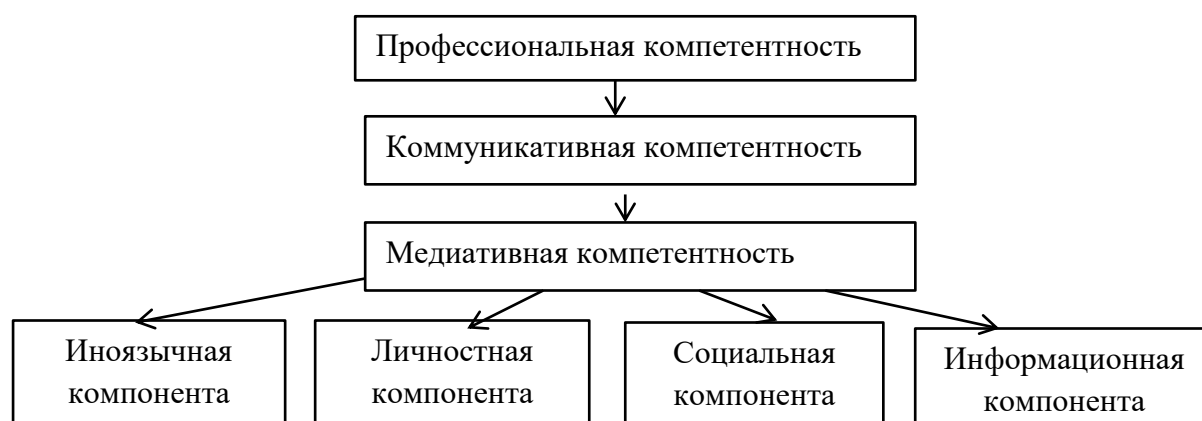 Профессиональная компетентность
Коммуникативная компетентность
Медиативная компетентность
Иноязычная
компонента
Личностная
компонента
Социальная
компонента
Информационная
компонента